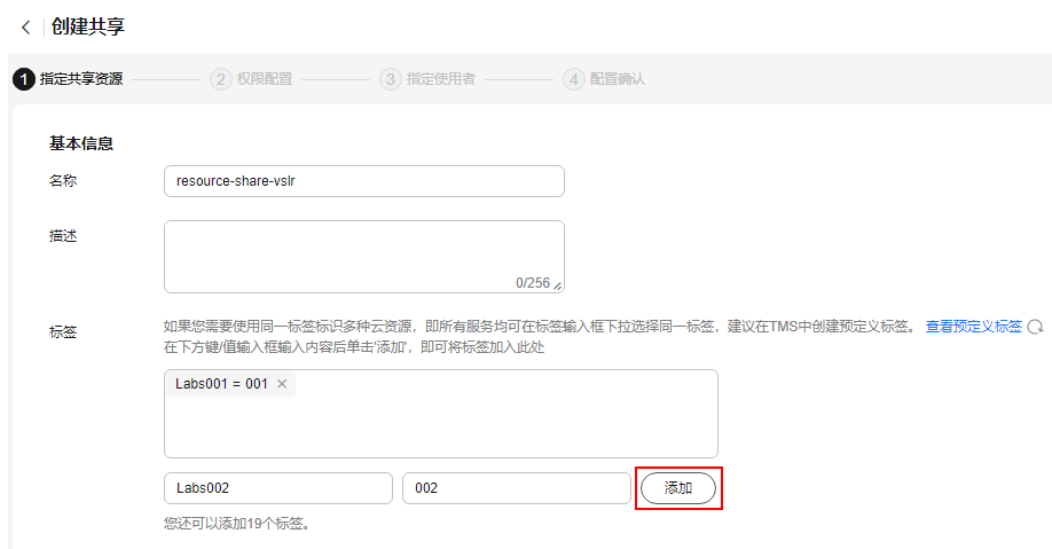 创建共享
1 指定共享资源 2 权限配置 3 指定使用者 4 配置确认
基本信息
名称 resource-share-vslr
描述
0/256
标签 如果您需要使用同一标签标识多种云资源，即所有服务均可在标签输入框下拉选择同一标签，建议在TMS中创建预定义标签。 查看预定义标签
在下方键/值输入框输入内容后单击'添加'，即可将标签加入此处
Labs001 = 001 ×
Labs002 002 添加
您还可以添加19个标签。